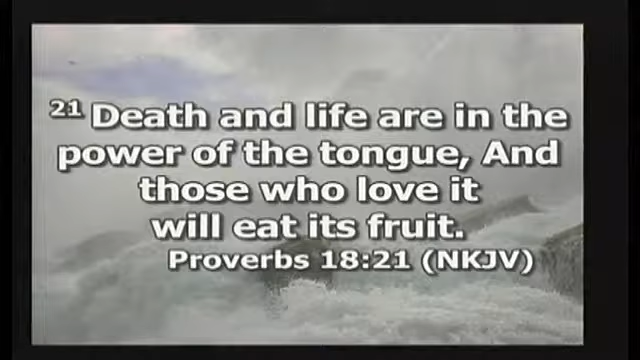 21 Death and life are in the
power of the tongue, And
those who love it
will eat its fruit.
Proverbs 18:21 (NKJV)